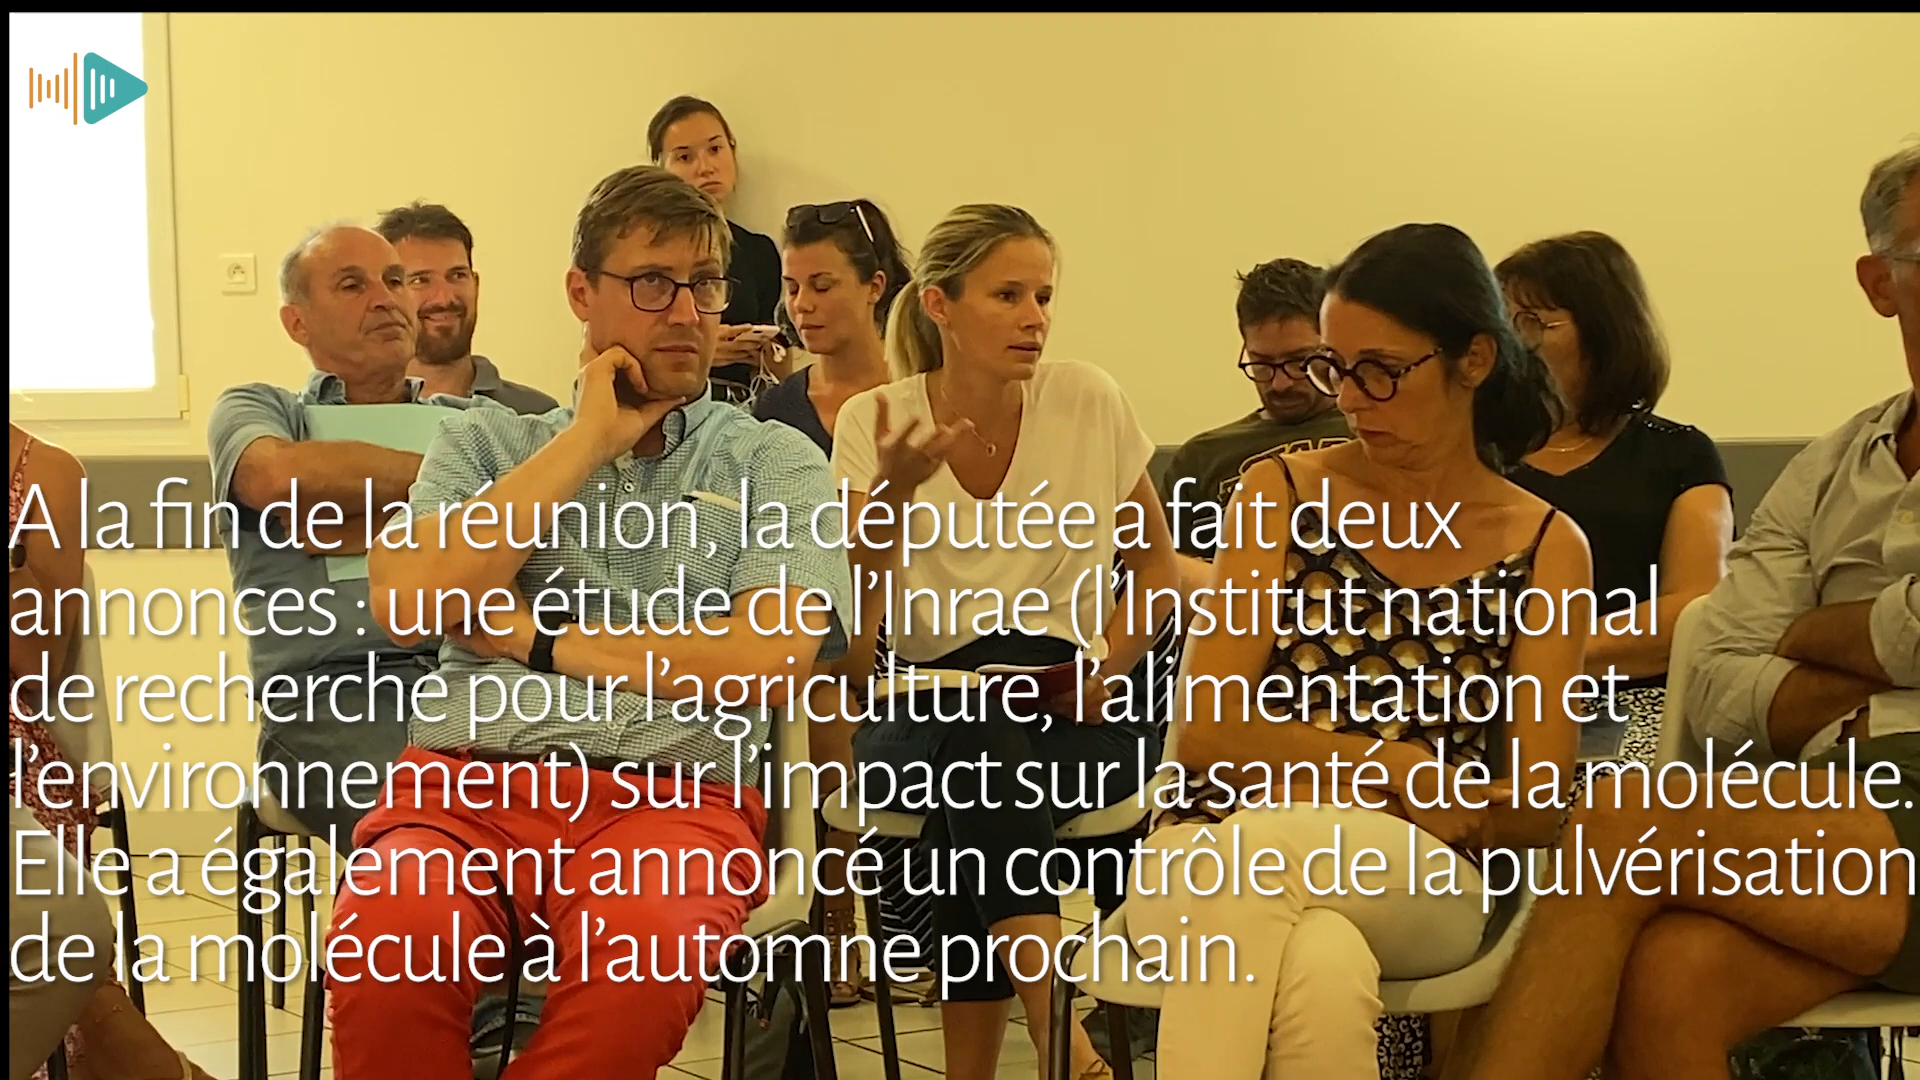 A la fin de la réunion, la députée a fait deux
annonces : une étude de l’Inrae (l’Institut national
de recherche pour l’agriculture, l’alimentation et
l’environnement) sur l’impact sur la santé de la molécule.
Elle a également annoncé un contrôle de la pulvérisation
de la molécule à l’automne prochain.